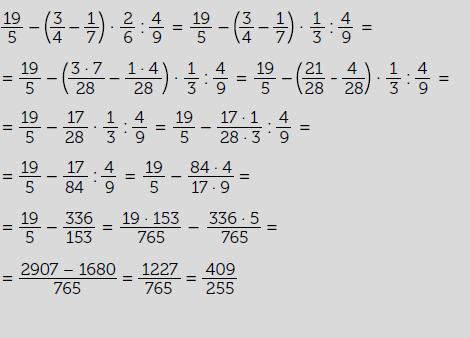 19/5 − (3/4 − 1/7) · 2/6 : 4/9 = 19/5 − (3/4 − 1/7) · 1/3 : 4/9 =
= 19/5 − (3 · 7/28 − 1 · 4/28) · 1/3 : 4/9 = 19/5 − (21/28 - 4/28) · 1/3 : 4/9 =
= 19/5 − 17/28 · 1/3 : 4/9 = 19/5 − 17 · 1/28 · 3 : 4/9 =
= 19/5 − 17/84 : 4/9 = 19/5 − 84 · 4/17 · 9 =
= 19/5 − 336/153 = 19 · 153/765 − 336 · 5/765 =
= 2907 − 1680/765 = 1227/765 = 409/255